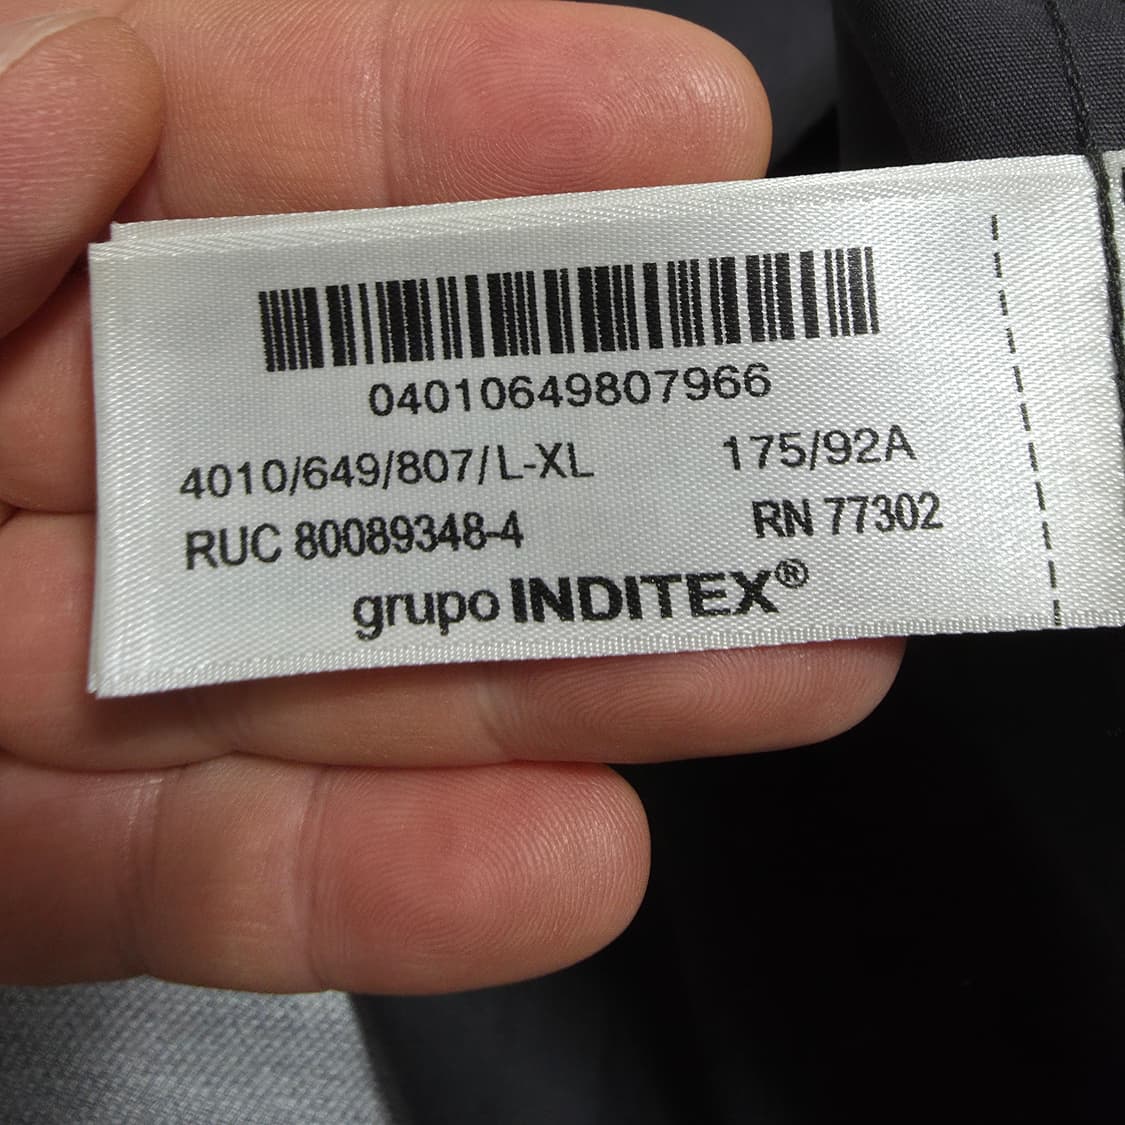 04010649807966
4010/649/807/L-XL 175/92A
RUC 80089348-4 RN 77302
grupo INDITEX®